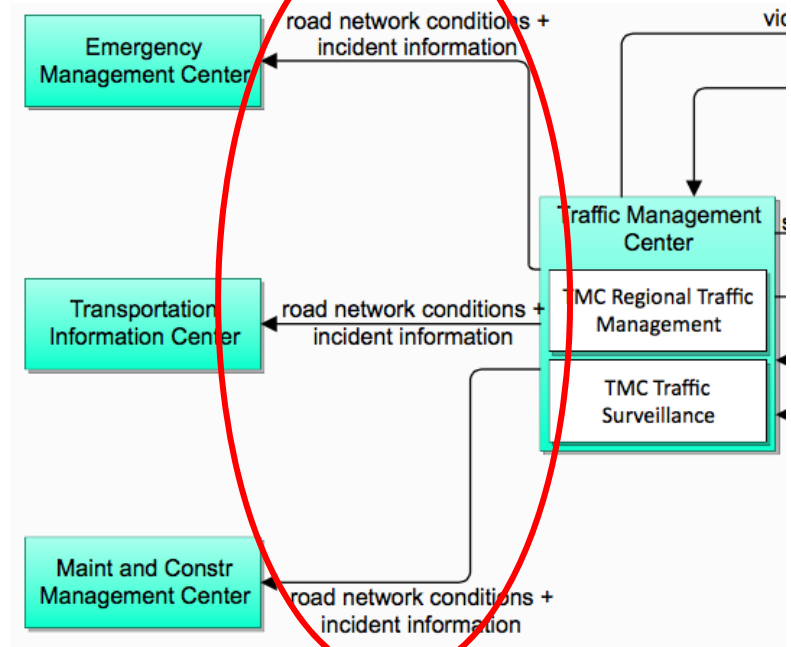 road network conditions +
incident information
vic
Emergency
Management Center
Traffic Management
Center
s
TMC Regional Traffic
Management
TMC Traffic
Surveillance
Transportation
Information Center
road network conditions +
incident information
Maint and Constr
Management Center
road network conditions +
incident information